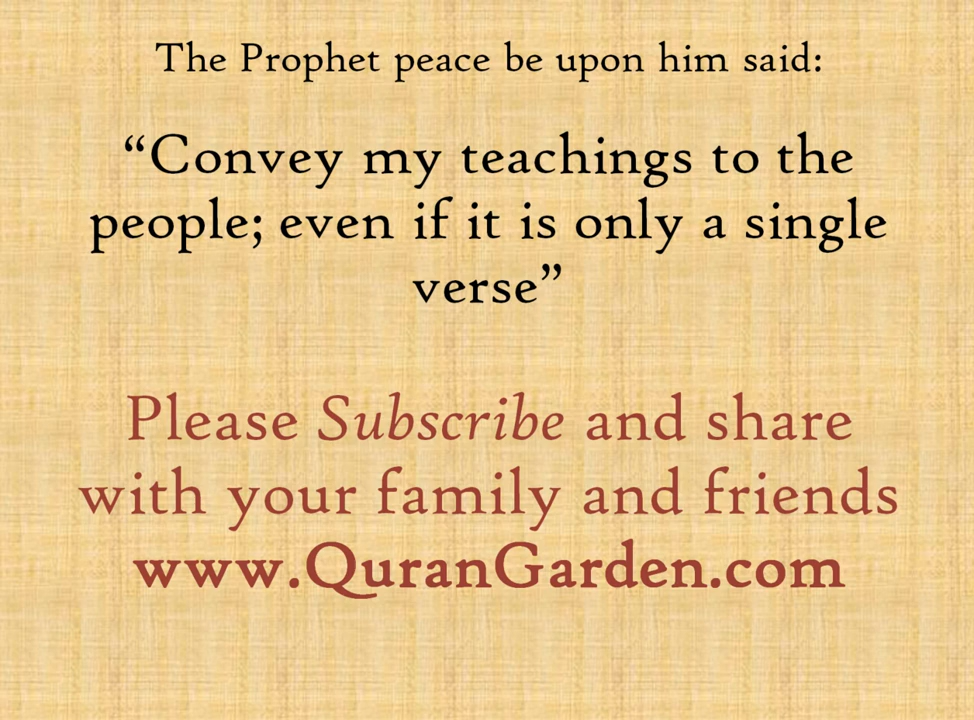 The Prophet peace be upon him said:
“Convey my teachings to the
people; even if it is only a single
verse”
Please Subscribe and share
with your family and friends
www.QuranGarden.com